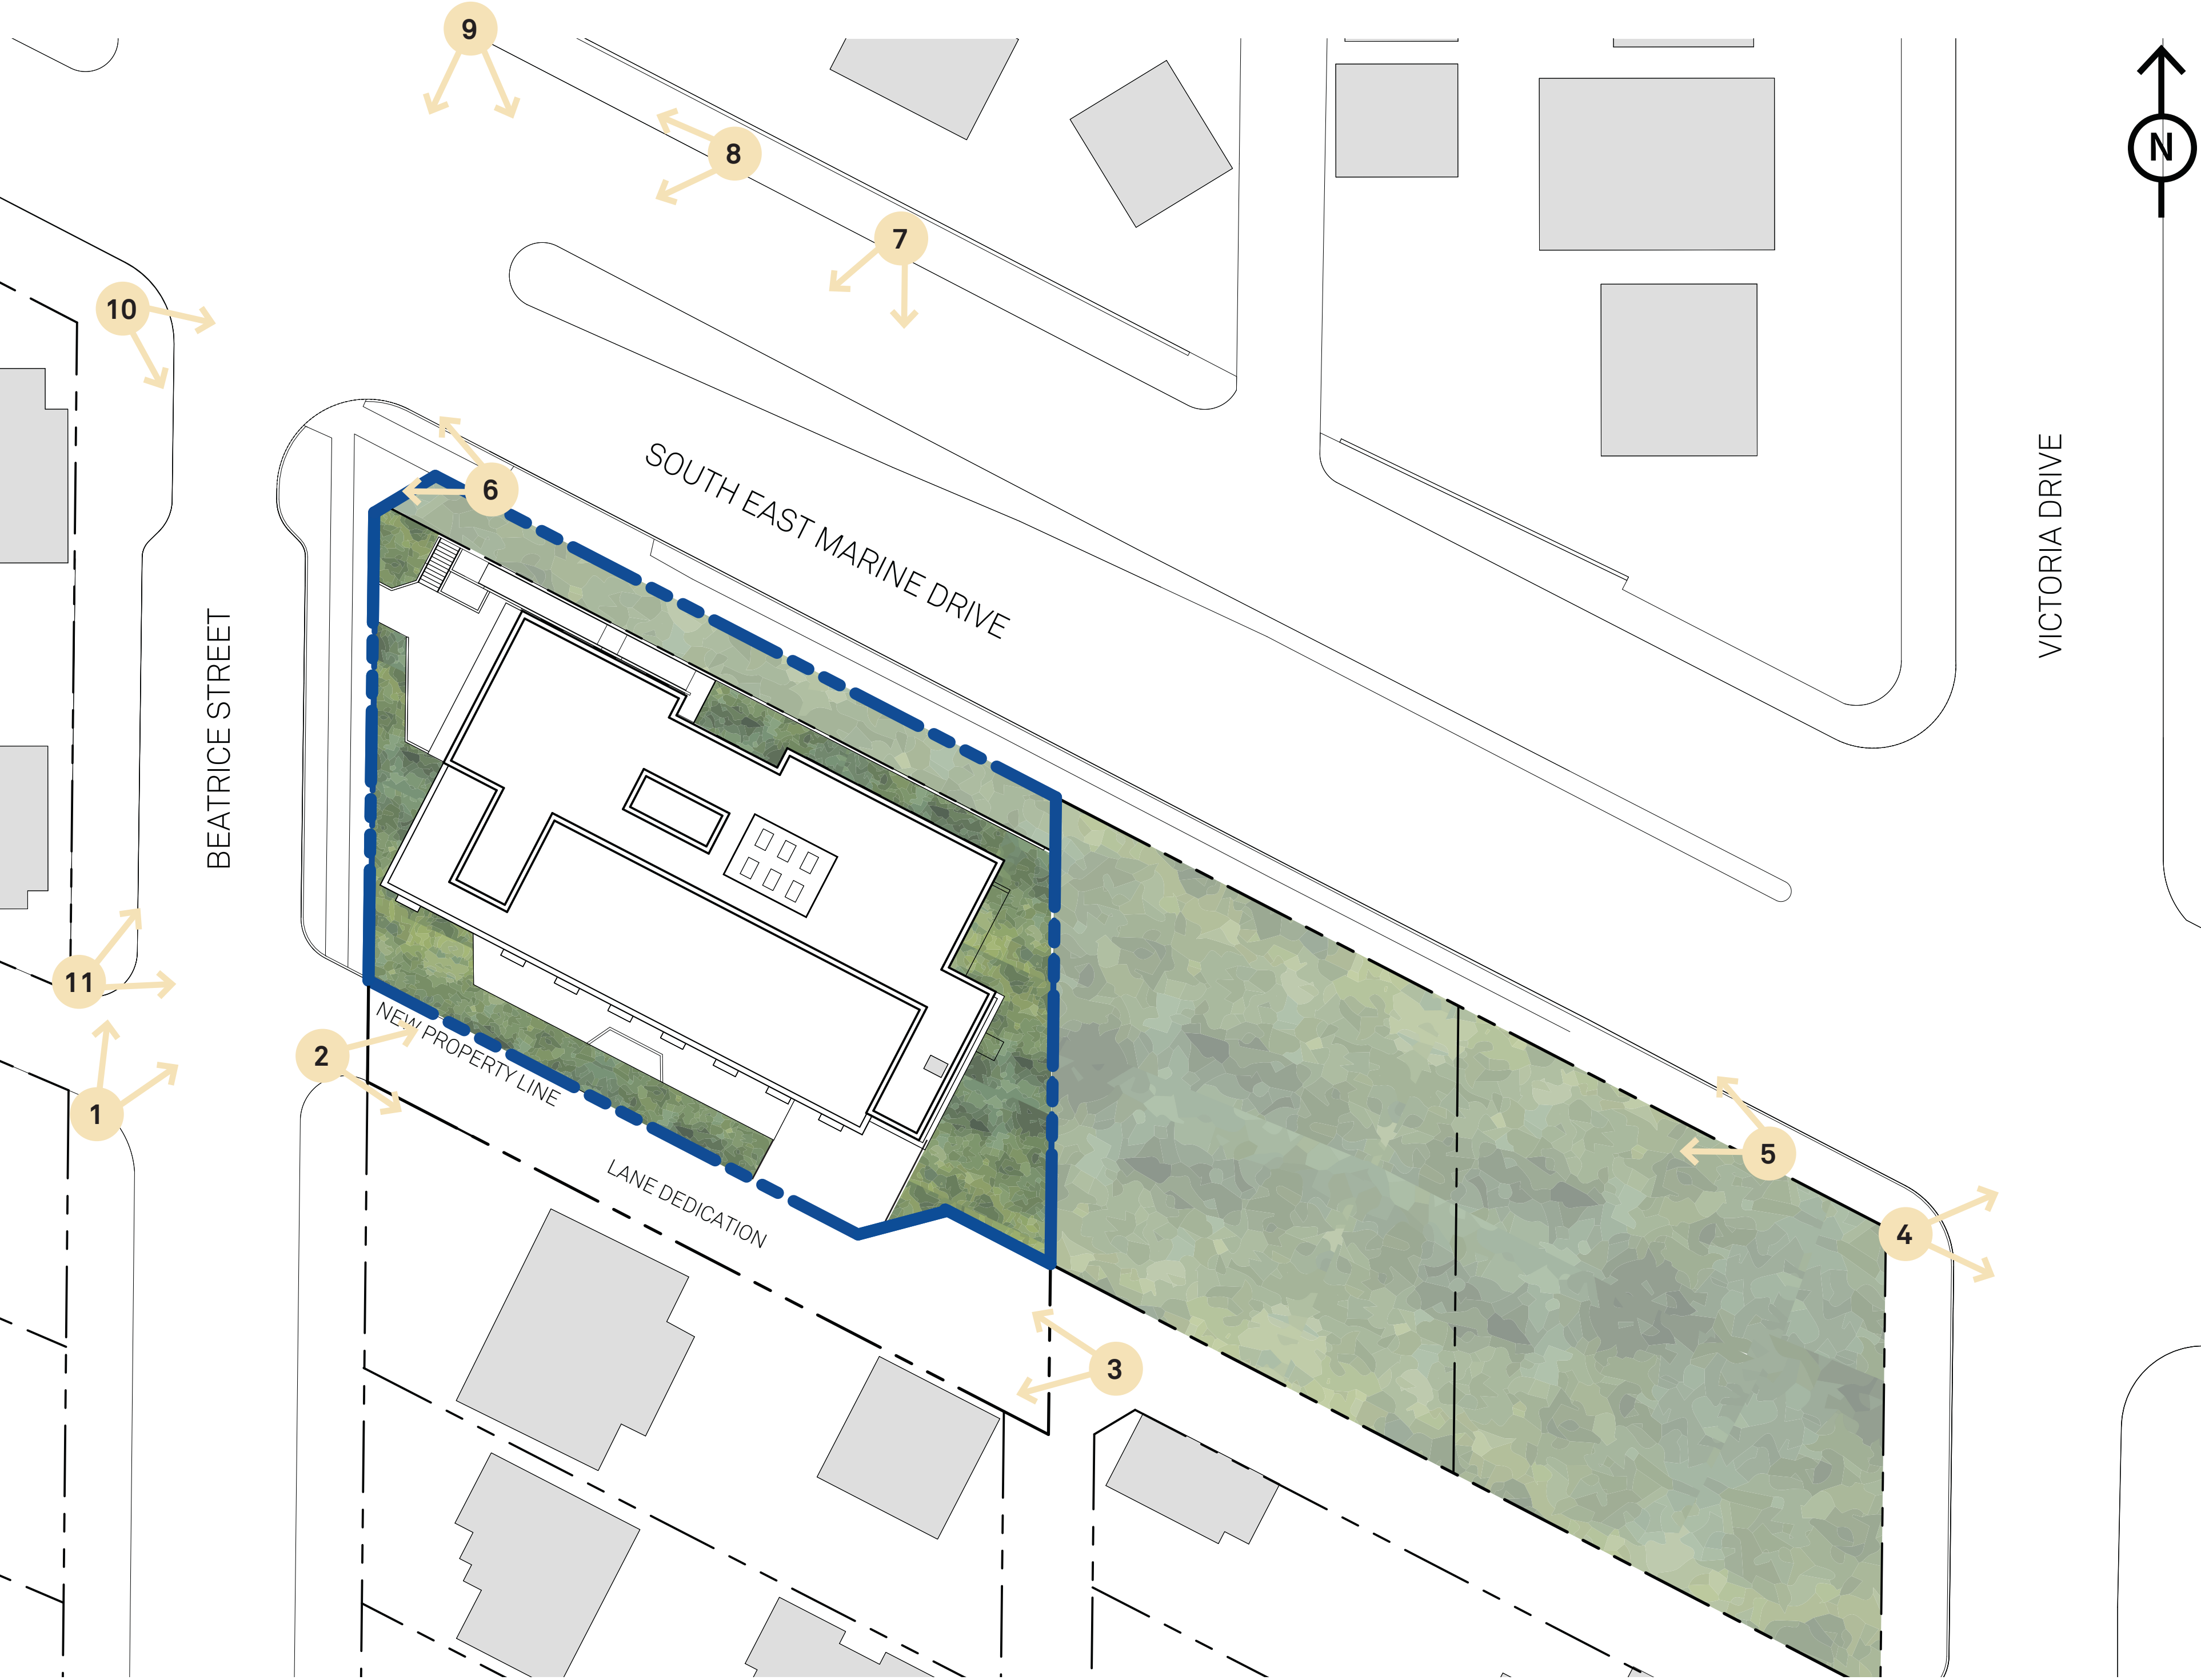 9
8
N
7
10
SOUTH EAST MARINE DRIVE
VICTORIA DRIVE
6
BEATRICE STREET
11
NEW PROPERTY LINE
2
1
LANE DEDICATION
5
4
3